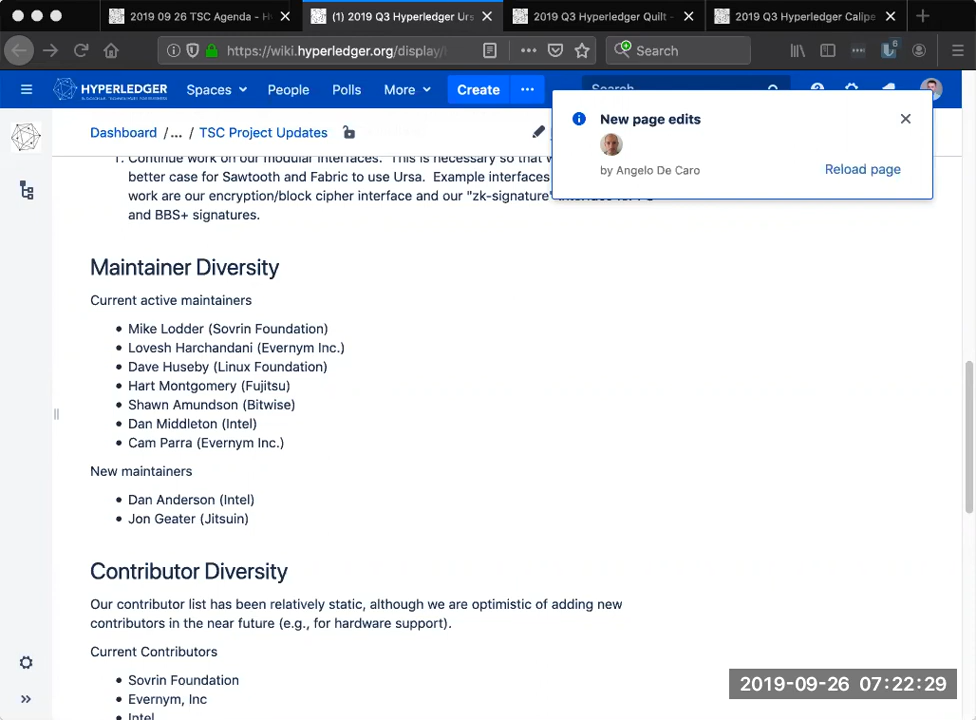 2019 09 26 TSC Agenda - H
(1) 2019 Q3 Hyperledger Urs
2019 Q3 Hyperledger Quilt -
2019 Q3 Hyperledger Calipe
https://wiki.hyperledger.org/display/
Search
6
HYPERLEDGER
Spaces
People
Polls
More
Create
Search
New page edits
by Angelo De Caro
Reload page
Dashboard / ... / TSC Project Updates
1. Continue work on our modular interfaces. This is necessary so that w
better case for Sawtooth and Fabric to use Ursa. Example interfaces
work are our encryption/block cipher interface and our "zk-signature"
and BBS+ signatures.
Maintainer Diversity
Current active maintainers
• Mike Lodder (Sovrin Foundation)
• Lovesh Harchandani (Evernym Inc.)
• Dave Huseby (Linux Foundation)
• Hart Montgomery (Fujitsu)
• Shawn Amundson (Bitwise)
• Dan Middleton (Intel)
• Cam Parra (Evernym Inc.)
New maintainers
• Dan Anderson (Intel)
• Jon Geater (Jitsuin)
Contributor Diversity
Our contributor list has been relatively static, although we are optimistic of adding new
contributors in the near future (e.g., for hardware support).
Current Contributors
• Sovrin Foundation
• Evernym, Inc
• Intel
2019-09-26 07:22:29